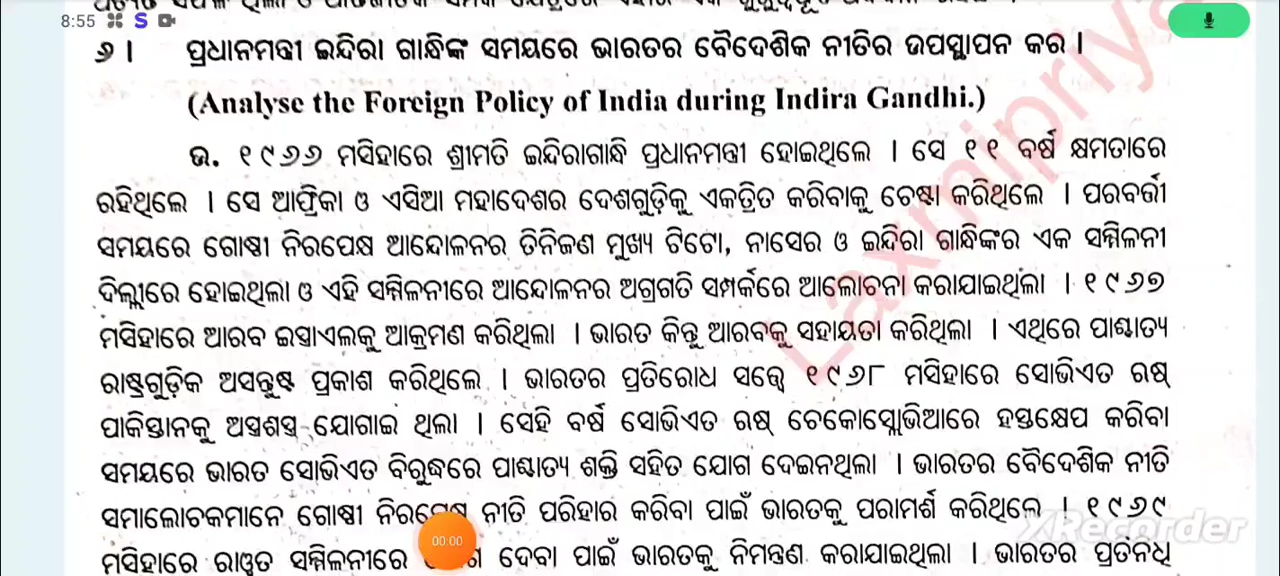 8:55
୬। ପ୍ରଧାନମନ୍ତ୍ରୀ ଇନ୍ଦିରା ଗାନ୍ଧିଙ୍କ ସମୟରେ ଭାରତର ବୈଦେଶିକ ନୀତିର ଉପସ୍ଥାପନ କର।
(Analyse the Foreign Policy of India during Indira Gandhi.)
ଉ. ୧୯୬୬ ମସିହାରେ ଶ୍ରୀମତି ଇନ୍ଦିରାଗାନ୍ଧି ପ୍ରଧାନମନ୍ତ୍ରୀ ହୋଇଥିଲେ । ସେ ୧୧ ବର୍ଷ କ୍ଷମତାରେ
ରହିଥିଲେ । ସେ ଆଫ୍ରିକା ଓ ଏସିଆ ମହାଦେଶର ଦେଶଗୁଡ଼ିକୁ ଏକତ୍ରିତ କରିବାକୁ ଚେଷ୍ଟା କରିଥିଲେ । ପରବର୍ତ୍ତୀ
ସମୟରେ ଗୋଷ୍ଠୀ ନିରପେକ୍ଷ ଆନ୍ଦୋଳନର ତିନିଜଣ ମୁଖ୍ୟ ଟିଟୋ, ନାସେର ଓ ଇନ୍ଦିରା ଗାନ୍ଧିଙ୍କର ଏକ ସମ୍ମିଳନୀ
ଦିଲ୍ଲୀରେ ହୋଇଥିଲା ଓ ଏହି ସମ୍ମିଳନୀରେ ଆନ୍ଦୋଳନର ଅଗ୍ରଗତି ସମ୍ପର୍କରେ ଆଲୋଚନା କରାଯାଇଥିଲା । ୧୯୬୭
ମସିହାରେ ଆରବ ଇସ୍ରାଏଲକୁ ଆକ୍ରମଣ କରିଥିଲା । ଭାରତ କିନ୍ତୁ ଆରବକୁ ସହାୟତା କରିଥିଲା । ଏଥିରେ ପାଶ୍ଚାତ୍ୟ
ରାଷ୍ଟ୍ରଗୁଡ଼ିକ ଅସନ୍ତୁଷ୍ଟ ପ୍ରକାଶ କରିଥିଲେ । ଭାରତର ପ୍ରତିରୋଧ ସତ୍ତ୍ୱେ ୧୯୬୮ ମସିହାରେ ସୋଭିଏତ ଋଷ୍
ପାକିସ୍ତାନକୁ ଅସ୍ତ୍ରଶସ୍ତ୍ର ଯୋଗାଇ ଥିଲା । ସେହି ବର୍ଷ ସୋଭିଏତ ଋଷ୍ ଚେକୋସ୍ଲୋଭିଆରେ ହସ୍ତକ୍ଷେପ କରିବା
ସମୟରେ ଭାରତ ସୋଭିଏତ ବିରୁଦ୍ଧରେ ପାଶ୍ଚାତ୍ୟ ଶକ୍ତି ସହିତ ଯୋଗ ଦେଇନଥିଲା । ଭାରତର ବୈଦେଶିକ ନୀତି
ସମାଲୋଚକମାନେ ଗୋଷ୍ଠୀ ନୀତି ପରିହାର କରିବା ପାଇଁ ଭାରତକୁ ପରାମର୍ଶ କରିଥିଲେ । ୧୯୬୯
ମସିହାରେ ରାୱତ ସମ୍ମିଳନୀରେ ଦେବା ପାଇଁ ଭାରତକୁ ନିମନ୍ତ୍ରଣ କରାଯାଇଥିଲା । ଭାରତର ପ୍ରତିନିଧି
00:00
Laxmipriya
XRecorder